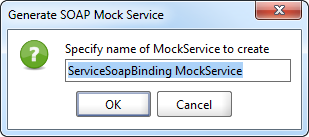 Generate SOAP Mock Service
Specify name of MockService to create
ServiceSoapBinding MockService
OK
Cancel